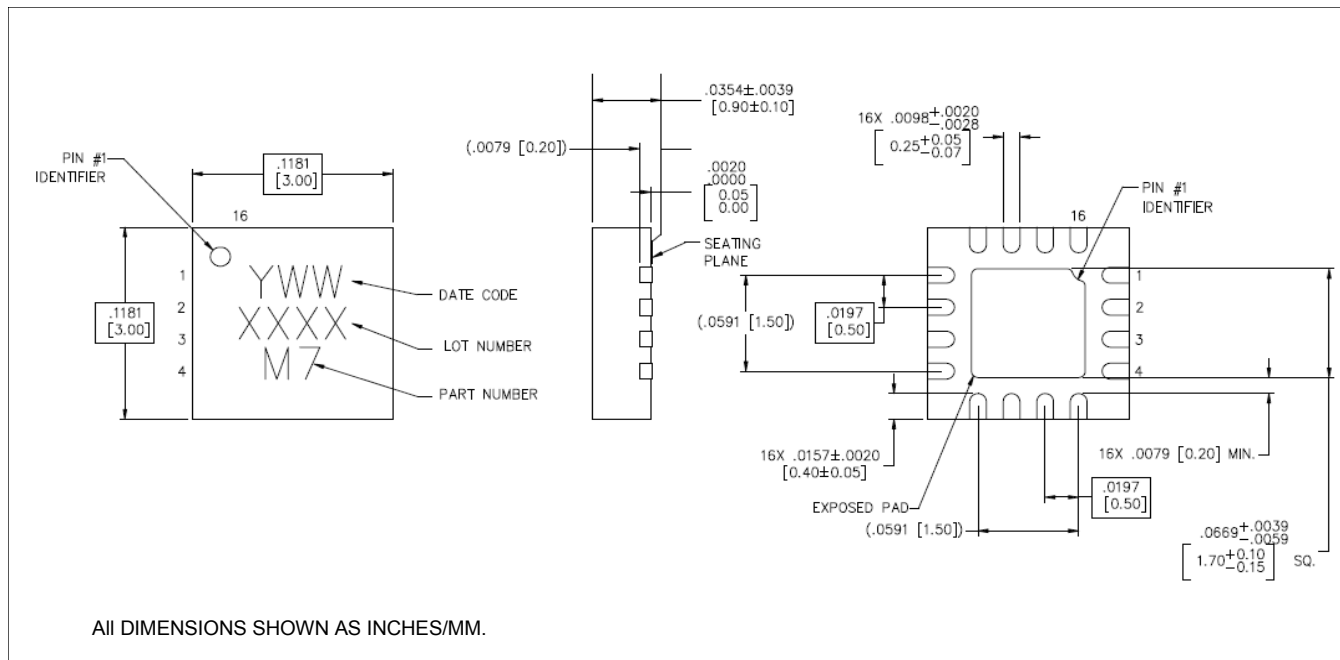 PIN #1
IDENTIFIER
.1181
[3.00]
16
.1181
[3.00]
1
2
3
4
YWW
XXXX
M7
DATE CODE
LOT NUMBER
PART NUMBER
.0354±.0039
[0.90±0.10]
(.0079 [0.20])
.0020
.0000
[0.05
0.00]
SEATING
PLANE
16X .0098+.0020
-.0028
[0.25+0.05
-0.07]
PIN #1
IDENTIFIER
16
1
2
3
4
(.0591 [1.50])
.0197
[0.50]
16X .0157±.0020
[0.40±0.05]
EXPOSED PAD
(.0591 [1.50])
.0197
[0.50]
16X .0079 [0.20] MIN.
.0669+.0039
-.0059
[1.70+0.10
-0.15] SQ.
All DIMENSIONS SHOWN AS INCHES/MM.